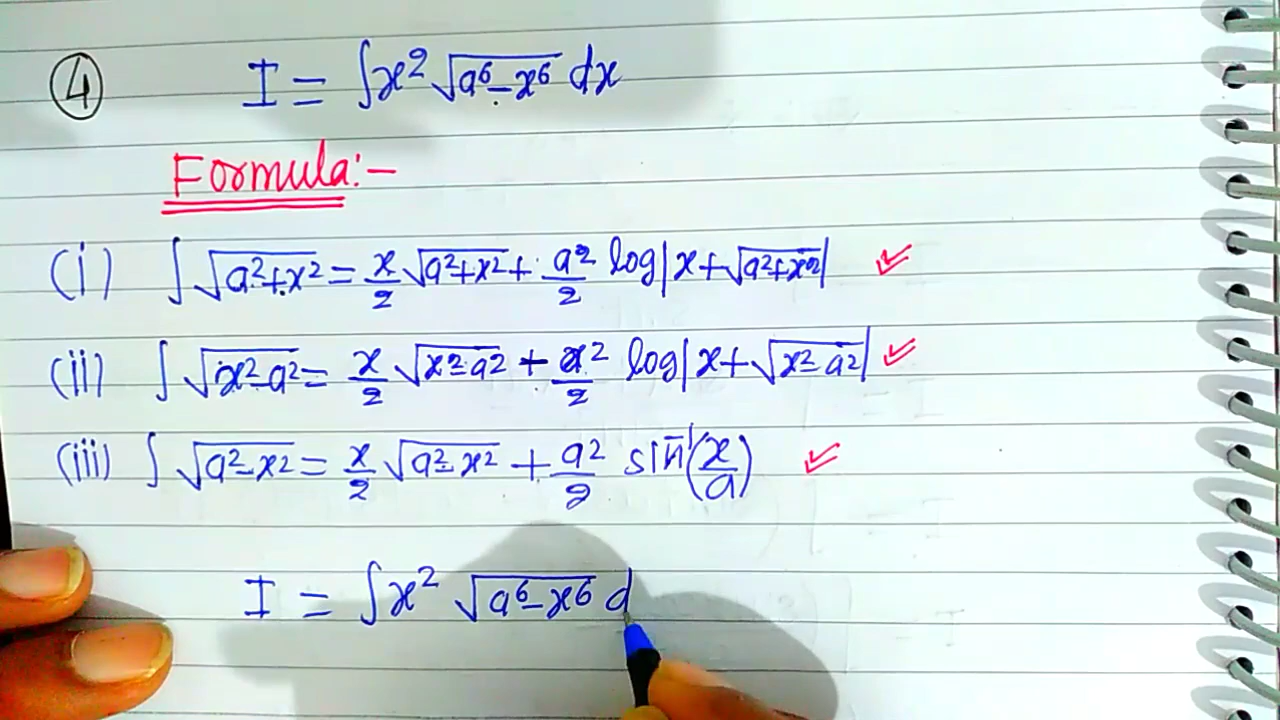 ④ I = ∫x² √(a⁶-x⁶) dx
Formula:-
(i) ∫ √(a²+x²) = x/2 √(a²+x²) + a²/2 log|x+√(a²+x²)| ✓
(ii) ∫ √(x²-a²) = x/2 √(x²-a²) + a²/2 log|x+√(x²-a²)| ✓
(iii) ∫ √(a²-x²) = x/2 √(a²-x²) + a²/2 sin⁻¹(x/a) ✓
I = ∫x² √(a⁶-x⁶) d